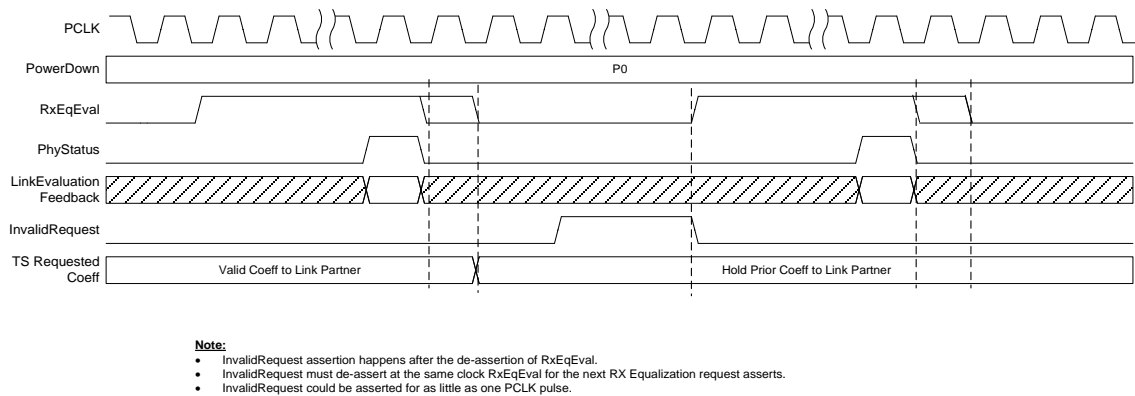 PCLK
PowerDown
P0
RxEqEval
PhyStatus
LinkEvaluation
Feedback
InvalidRequest
TS Requested
Coeff
Valid Coeff to Link Partner
Hold Prior Coeff to Link Partner
Note:
• InvalidRequest assertion happens after the de-assertion of RxEqEval.
• InvalidRequest must de-assert at the same clock RxEqEval for the next RX Equalization request asserts.
• InvalidRequest could be asserted for as little as one PCLK pulse.